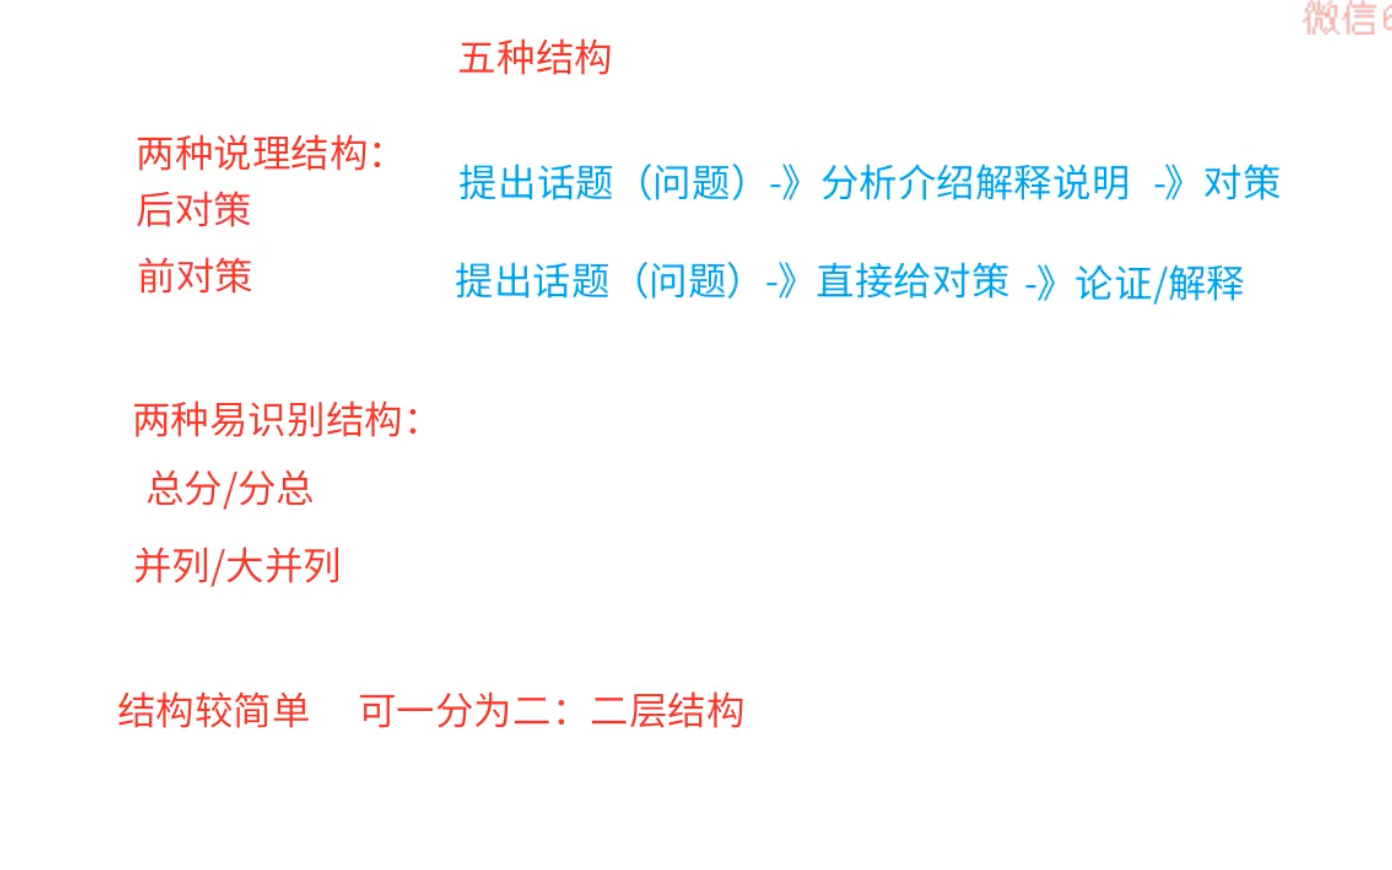 微信
五种结构
两种说理结构：
后对策
提出话题（问题）-》分析介绍解释说明 -》对策
前对策
提出话题（问题）-》直接给对策 -》论证/解释
两种易识别结构：
总分/分总
并列/大并列
结构较简单 可一分为二：二层结构